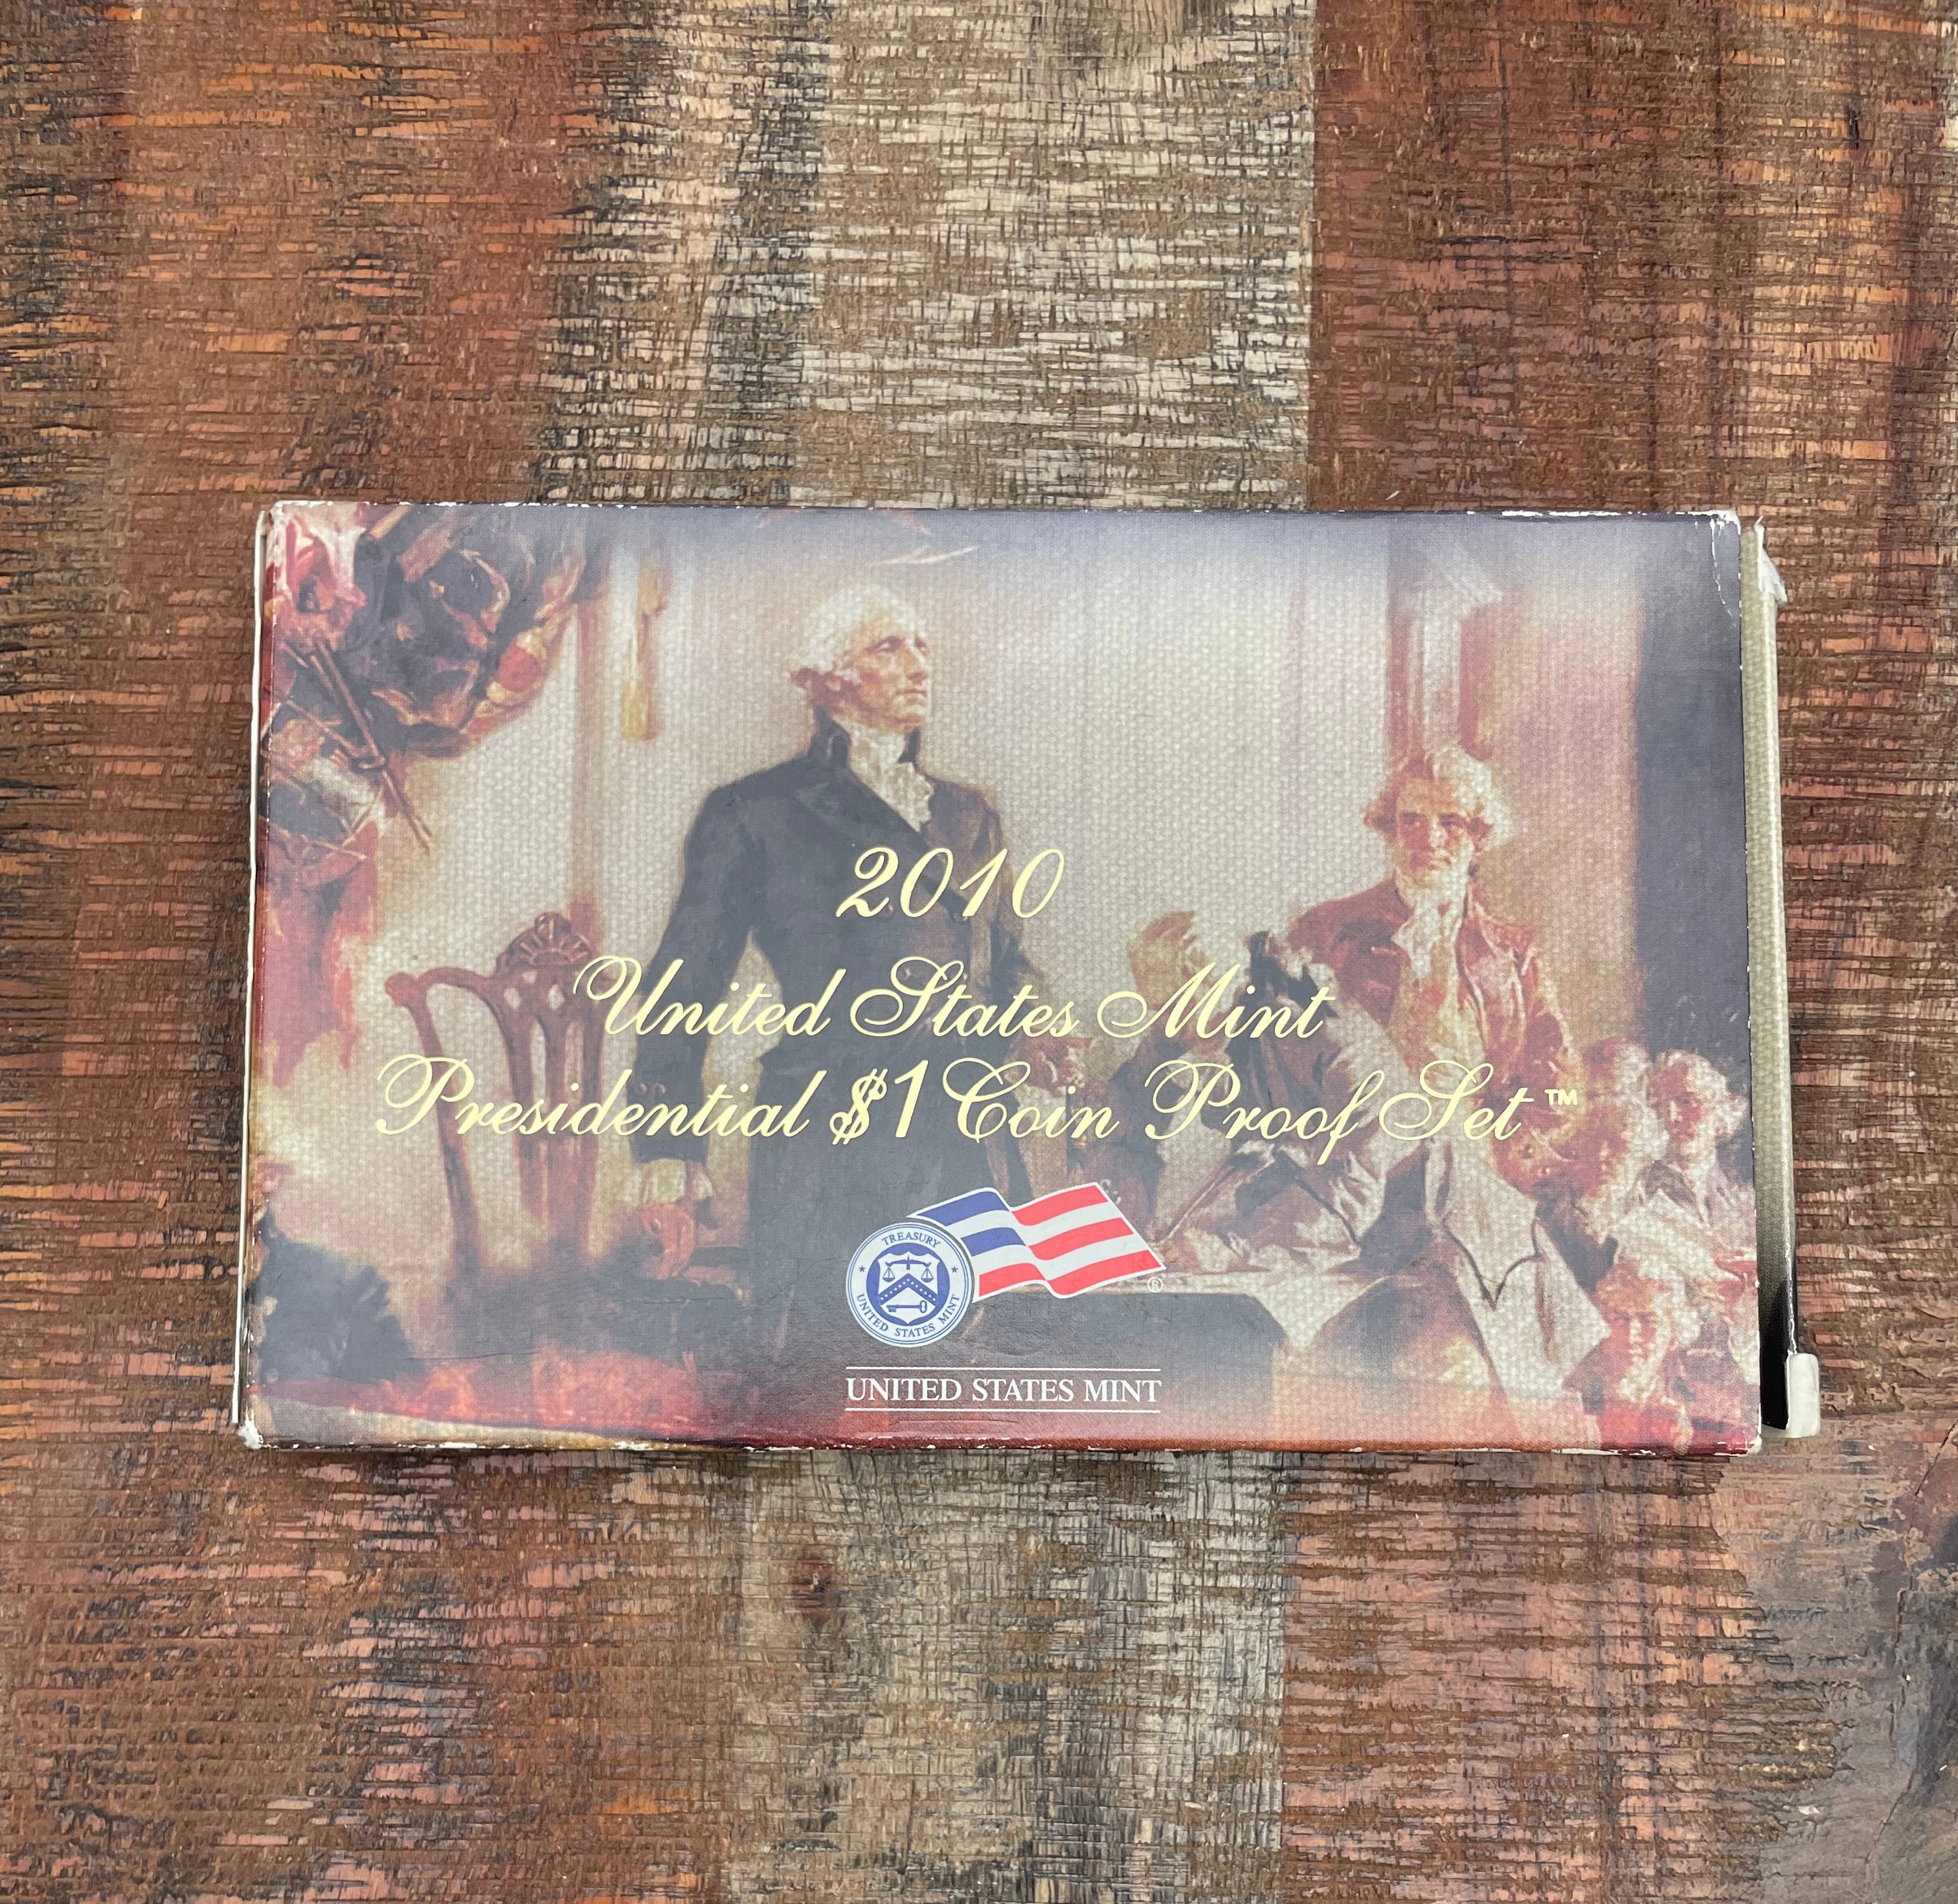 2010
United States Mint
Presidential $1 Coin Proof Set™
TREASURY
UNITED STATES MINT
®
UNITED STATES MINT